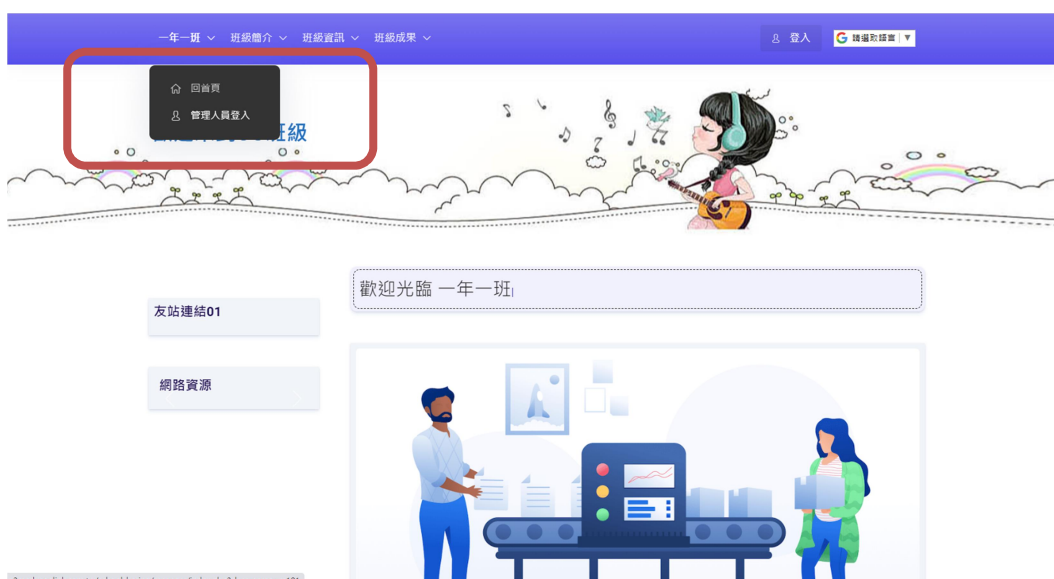 一年一班 班級簡介 班級資訊 班級成果 登入 請選取語言
回首頁
管理人員登入
班級
歡迎光臨 一年一班
友站連結01
網路資源